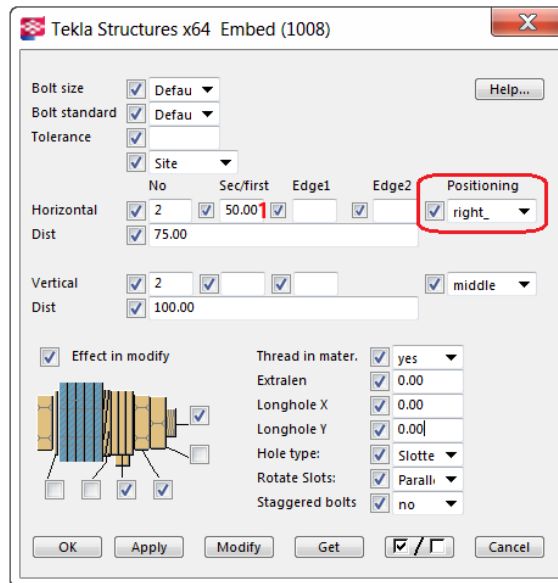 Tekla Structures x64 Embed (1008)
Bolt size Defau Help...
Bolt standard Defau
Tolerance
Site
No Sec/first Edge1 Edge2 Positioning
Horizontal 2 50.00 1 right_
Dist 75.00
Vertical 2 middle
Dist 100.00
Effect in modify Thread in mater. yes
Extralen 0.00
Longhole X 0.00
Longhole Y 0.00
Hole type: Slotte
Rotate Slots: Paralle
Staggered bolts no
OK Apply Modify Get / Cancel